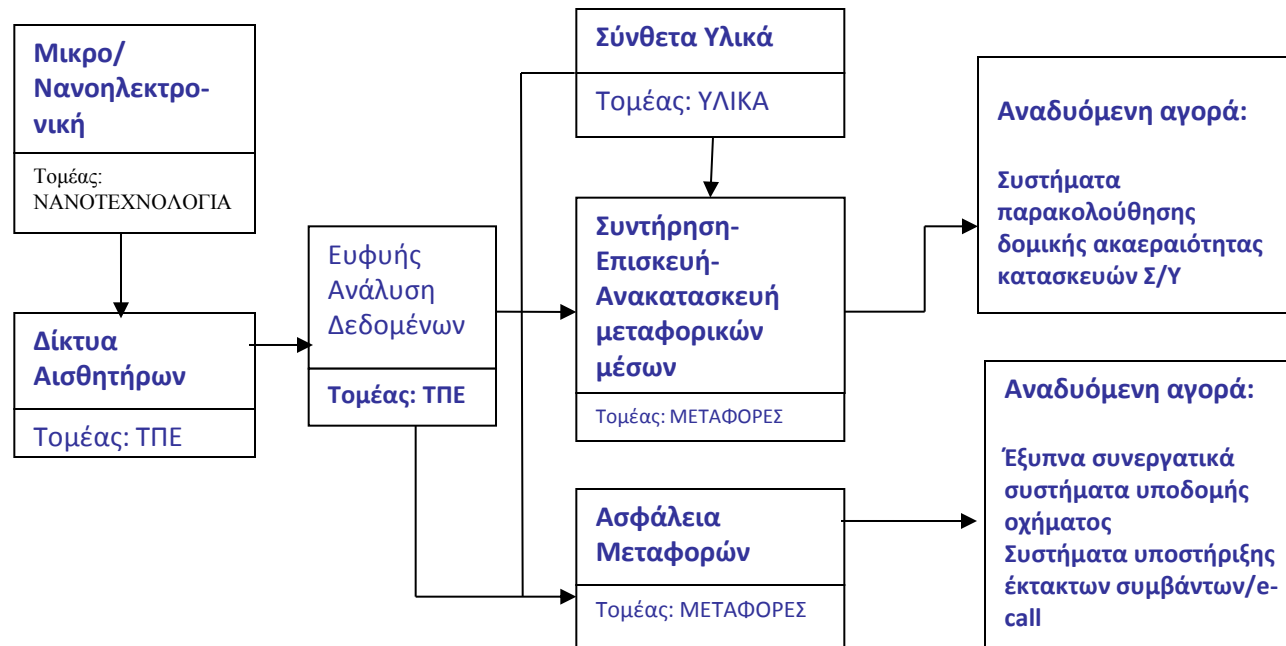 Μικρο/
Νανοηλεκτρο-
νική
Τομέας:
ΝΑΝΟΤΕΧΝΟΛΟΓΙΑ
Δίκτυα
Αισθητήρων
Τομέας: ΤΠΕ
Ευφυής
Ανάλυση
Δεδομένων
Τομέας: ΤΠΕ
Σύνθετα Υλικά
Τομέας: ΥΛΙΚΑ
Συντήρηση-
Επισκευή-
Ανακατασκευή
μεταφορικών
μέσων
Τομέας: ΜΕΤΑΦΟΡΕΣ
Ασφάλεια
Μεταφορών
Τομέας: ΜΕΤΑΦΟΡΕΣ
Αναδυόμενη αγορά:
Συστήματα
παρακολούθησης
δομικής ακαεραιότητας
κατασκευών Σ/Υ
Αναδυόμενη αγορά:
Έξυπνα συνεργατικά
συστήματα υποδομής
οχήματος
Συστήματα υποστήριξης
έκτακτων συμβάντων/e-
call